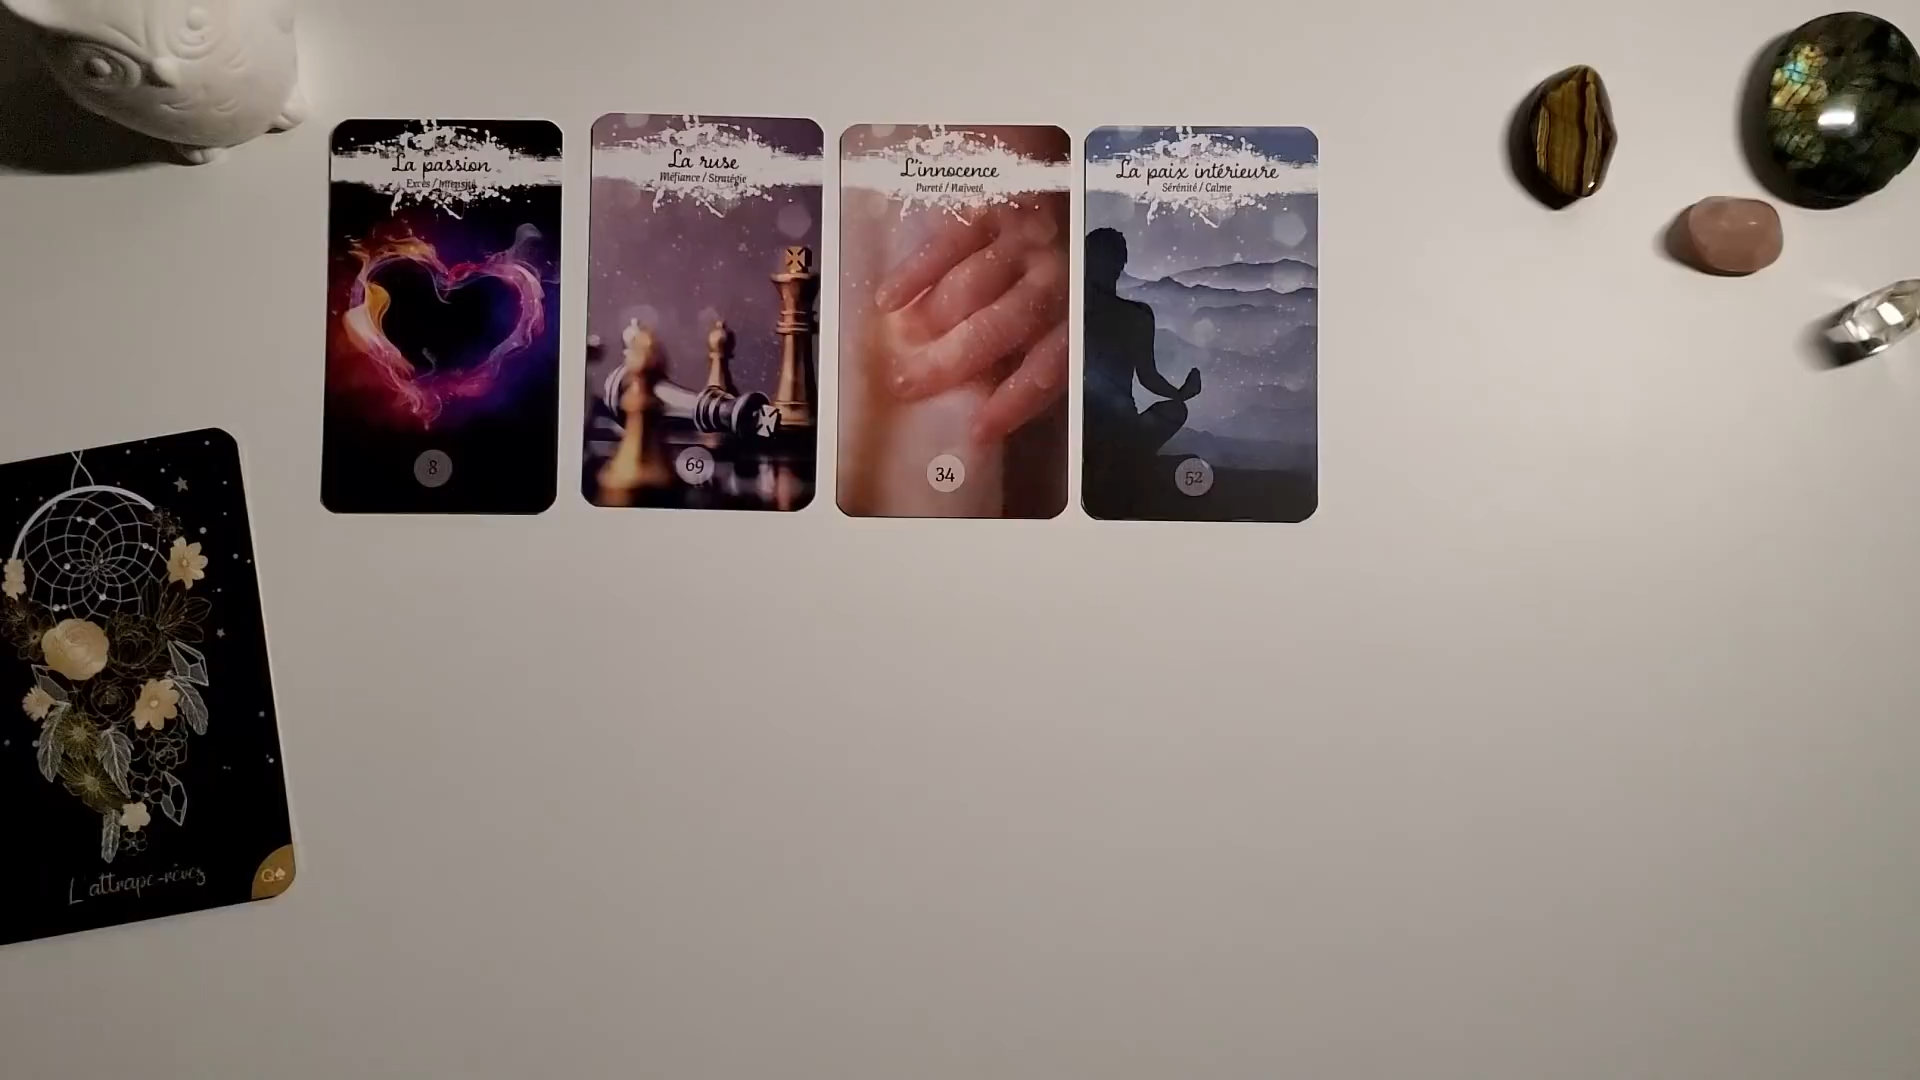 La passion
Excès / Intensité
8
La ruse
Méfiance / Stratégie
69
L'innocence
Pureté / Naïveté
34
La paix intérieure
Sérénité / Calme
52
L'attrape-rêves
Q♠